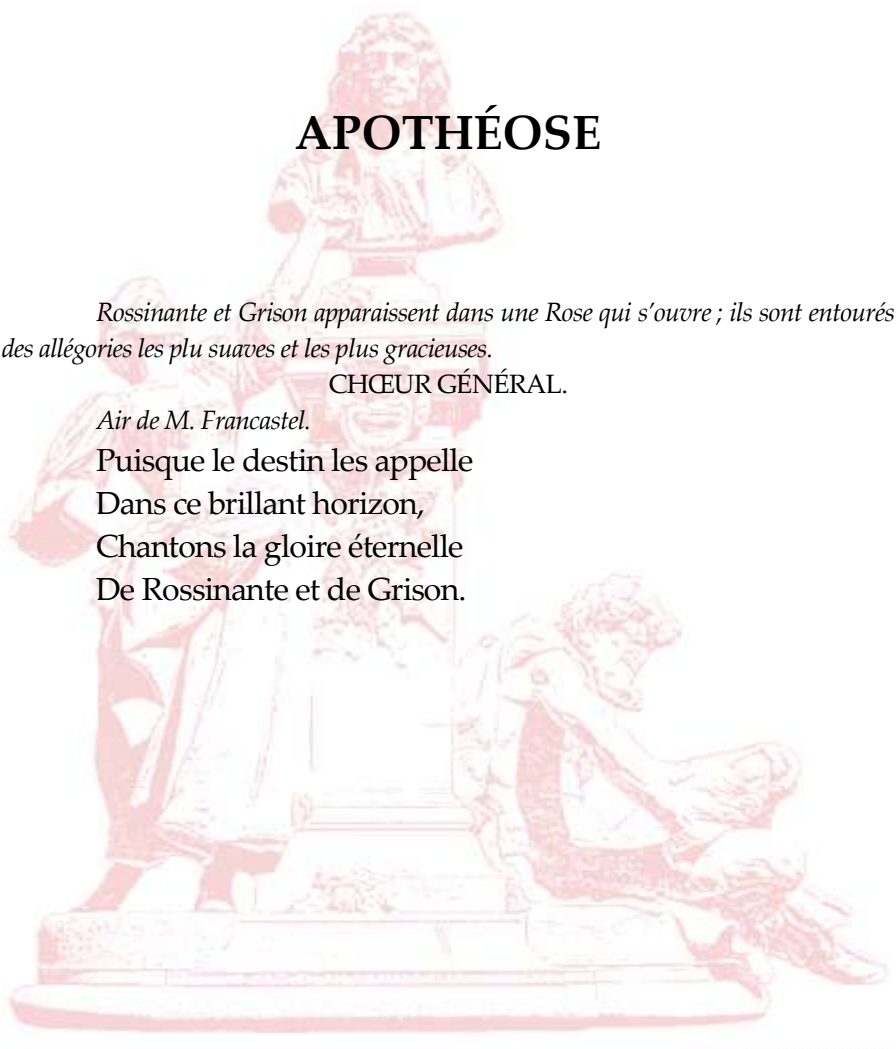 APOTHÉOSE
Rossinante et Grison apparaissent dans une Rose qui s’ouvre ; ils sont entourés
des allégories les plu suaves et les plus gracieuses.
CHŒUR GÉNÉRAL.
Air de M. Francastel.
Puisque le destin les appelle
Dans ce brillant horizon,
Chantons la gloire éternelle
De Rossinante et de Grison.